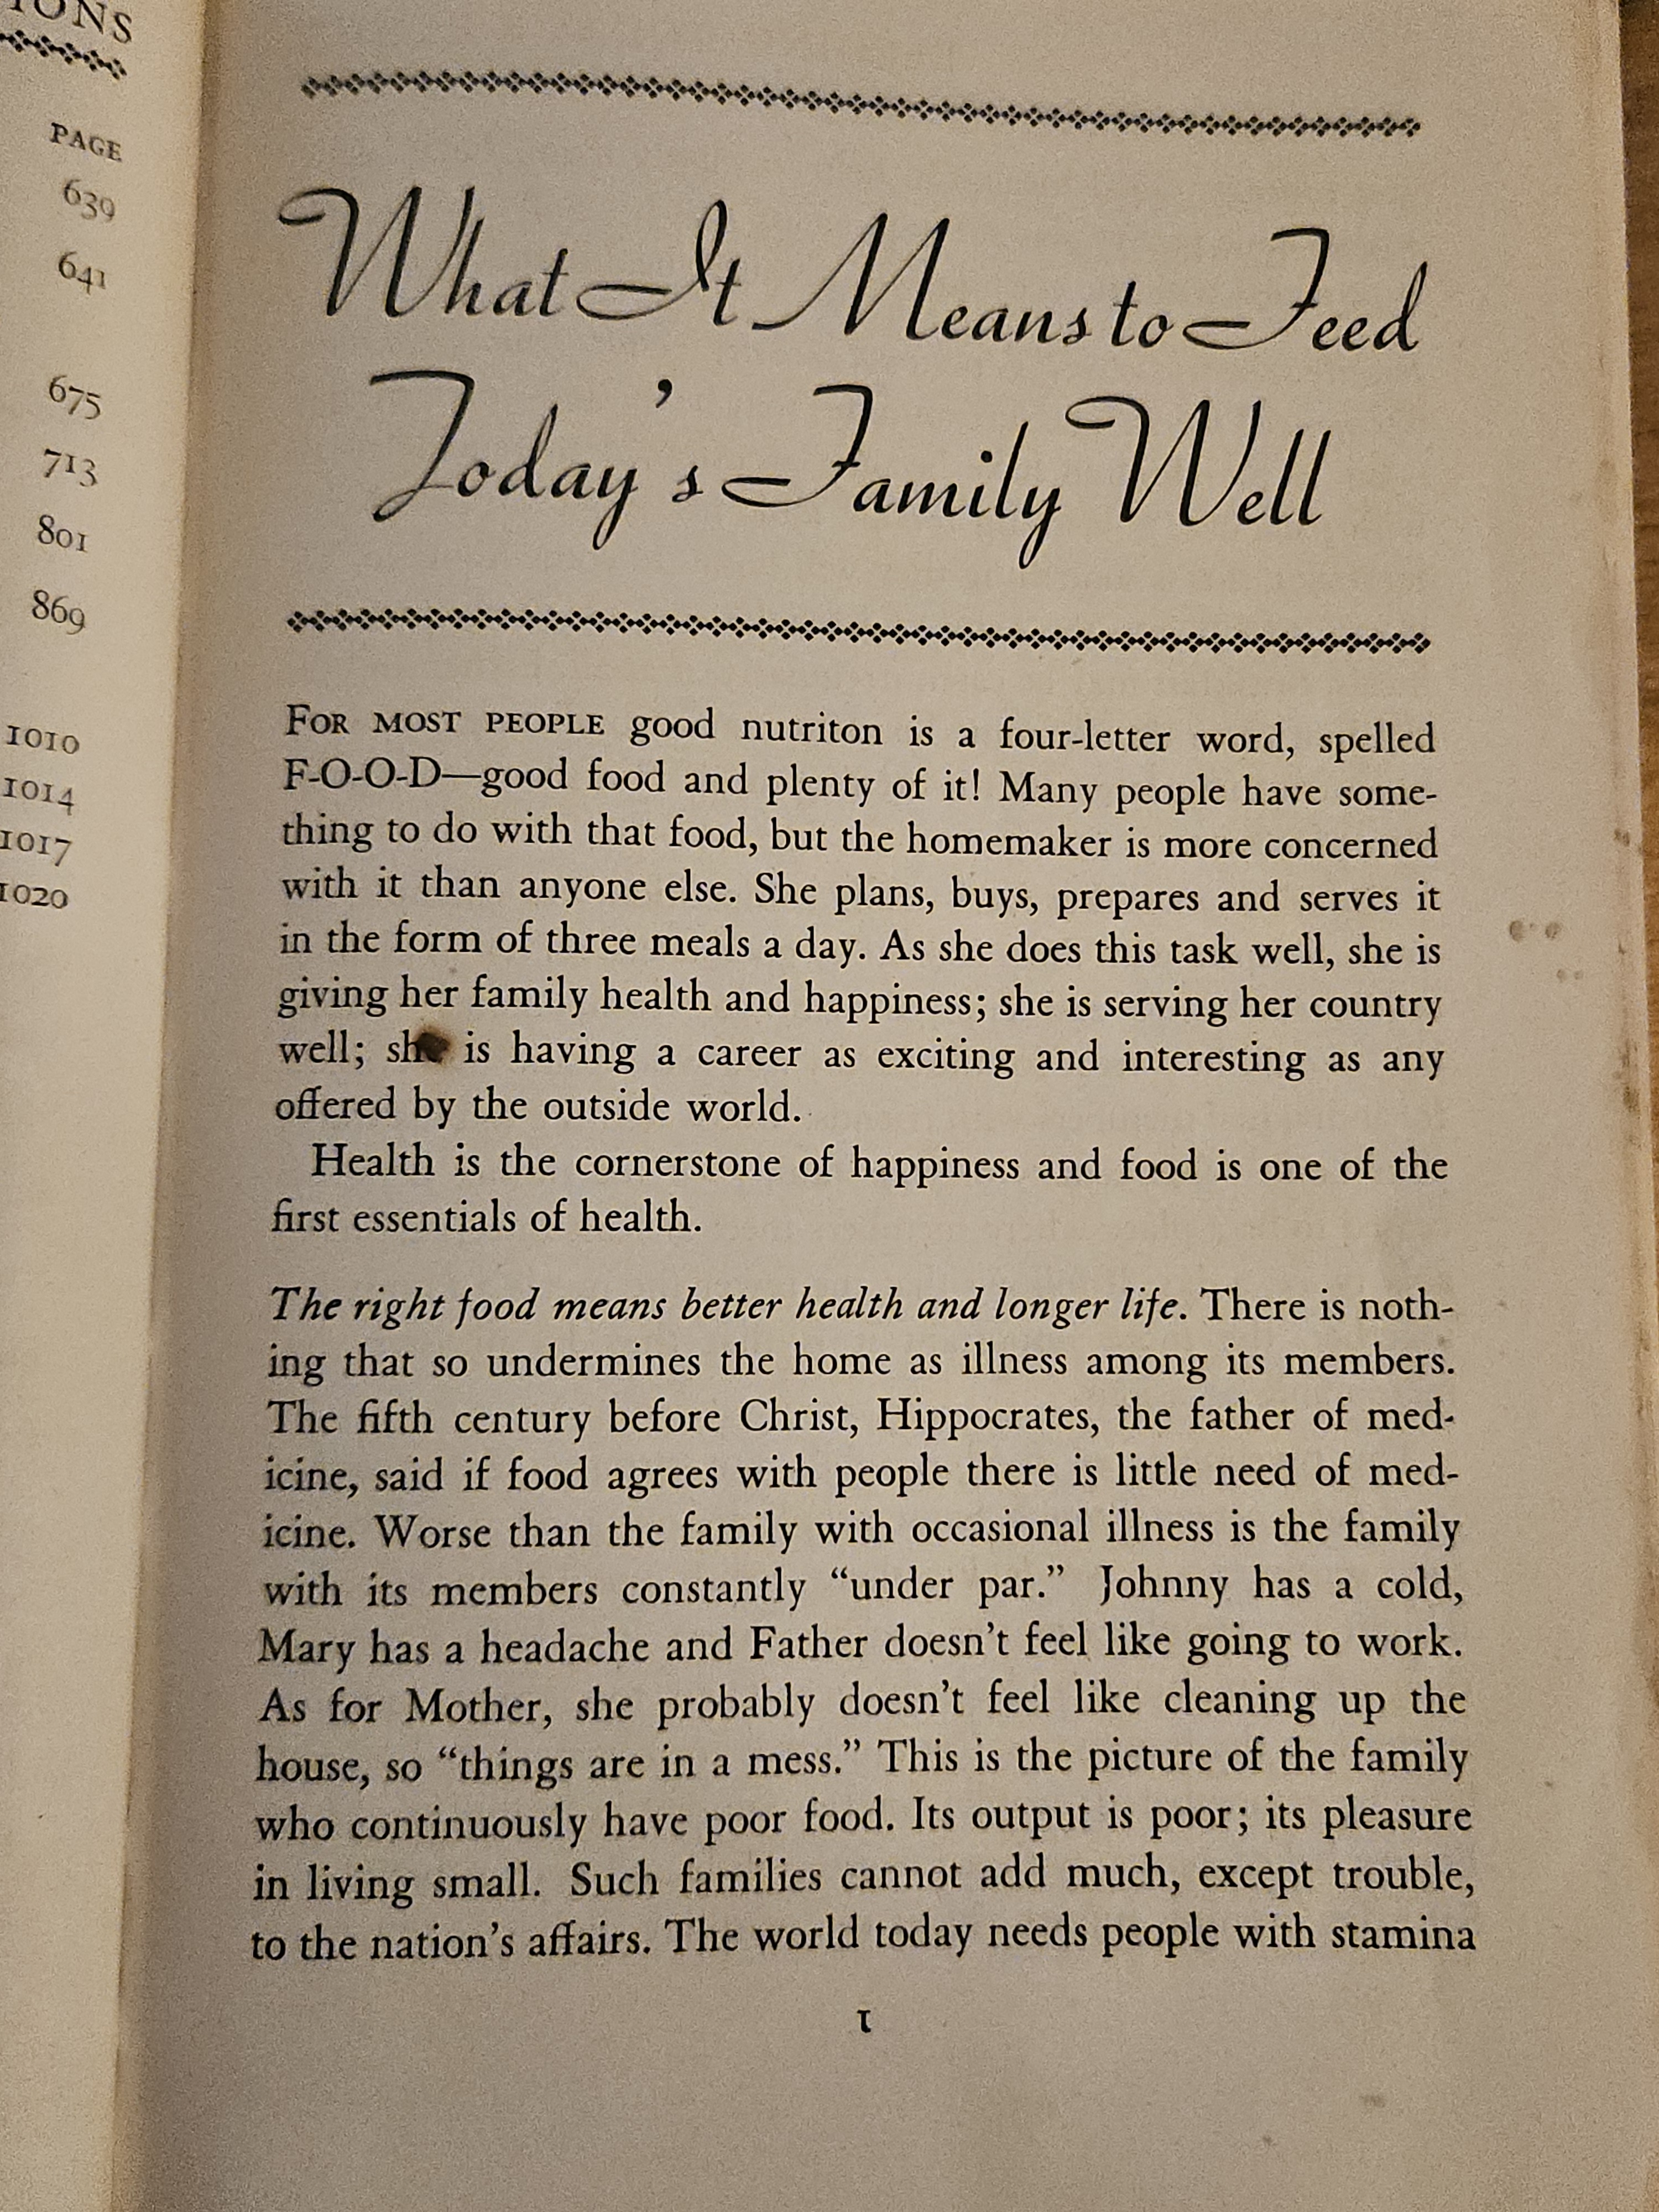 IONS
PAGE
639
641
675
713
801
869
1010
1014
1017
1020
What It Means to Feed
Today's Family Well
FOR MOST PEOPLE good nutriton is a four-letter word, spelled
F-O-O-D—good food and plenty of it! Many people have some-
thing to do with that food, but the homemaker is more concerned
with it than anyone else. She plans, buys, prepares and serves it
in the form of three meals a day. As she does this task well, she is
giving her family health and happiness; she is serving her country
well; she is having a career as exciting and interesting as any
offered by the outside world.
Health is the cornerstone of happiness and food is one of the
first essentials of health.
The right food means better health and longer life. There is noth-
ing that so undermines the home as illness among its members.
The fifth century before Christ, Hippocrates, the father of med-
icine, said if food agrees with people there is little need of med-
icine. Worse than the family with occasional illness is the family
with its members constantly “under par.” Johnny has a cold,
Mary has a headache and Father doesn’t feel like going to work.
As for Mother, she probably doesn’t feel like cleaning up the
house, so “things are in a mess.” This is the picture of the family
who continuously have poor food. Its output is poor; its pleasure
in living small. Such families cannot add much, except trouble,
to the nation’s affairs. The world today needs people with stamina
1